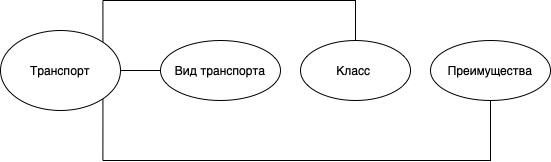 Транспорт
Вид транспорта
Класс
Преимущества